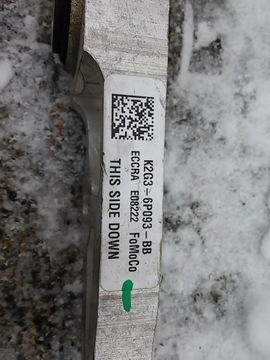 K2G3-6P093-BB
ECCRA E08222 FoMoCo
THIS SIDE DOWN